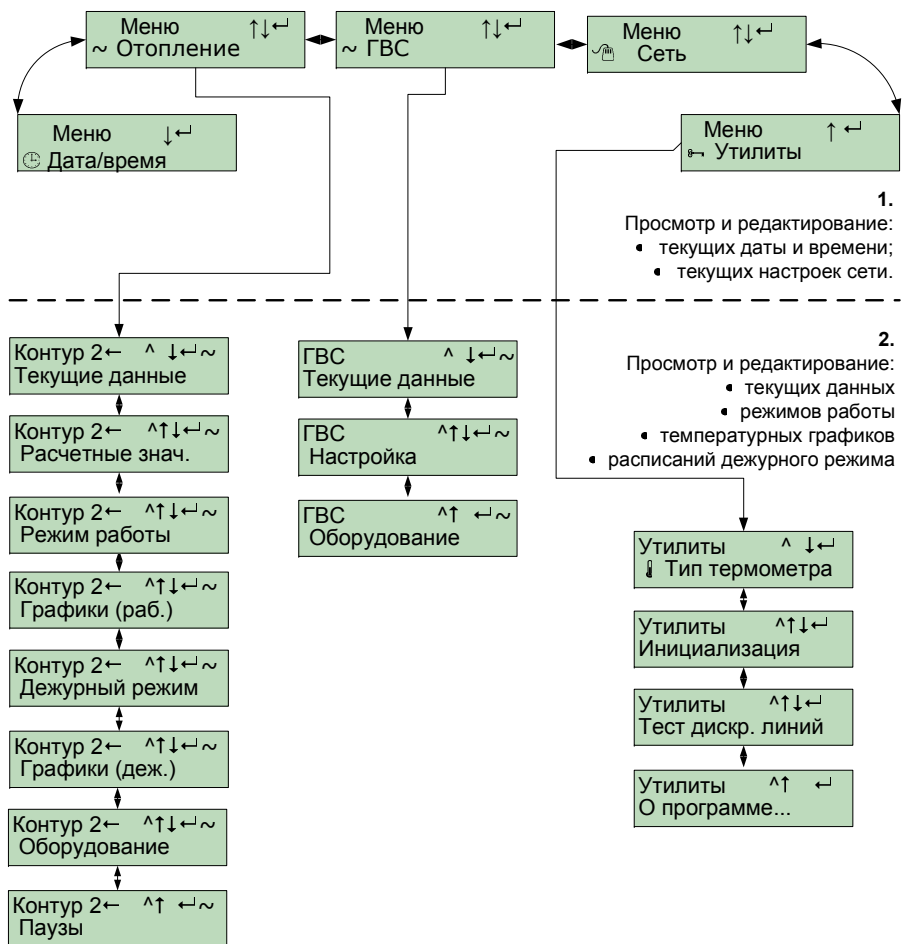 Меню ↑↓↵
~ Отопление
Меню ↑↓↵
~ ГВС
Меню ↑↓↵
Сеть
Меню ↓↵
Дата/время
Меню ↑ ↵
Утилиты
1.
Просмотр и редактирование:
• текущих даты и времени;
• текущих настроек сети.
Контур 2← ^ ↓↵~
Текущие данные
Контур 2← ^↑↓↵~
Расчетные знач.
Контур 2← ^↑↓↵~
Режим работы
Контур 2← ^↑↓↵~
Графики (раб.)
Контур 2← ^↑↓↵~
Дежурный режим
Контур 2← ^↑↓↵~
Графики (деж.)
Контур 2← ^↑↓↵~
Оборудование
Контур 2← ^↑ ↵~
Паузы
ГВС ^ ↓↵~
Текущие данные
ГВС ^↑↓↵~
Настройка
ГВС ^↑ ↵~
Оборудование
2.
Просмотр и редактирование:
• текущих данных
• режимов работы
• температурных графиков
• расписаний дежурного режима
Утилиты ^ ↓↵
Тип термометра
Утилиты ^↑↓↵
Инициализация
Утилиты ^↑↓↵
Тест дискр. линий
Утилиты ^↑ ↵
О программе...